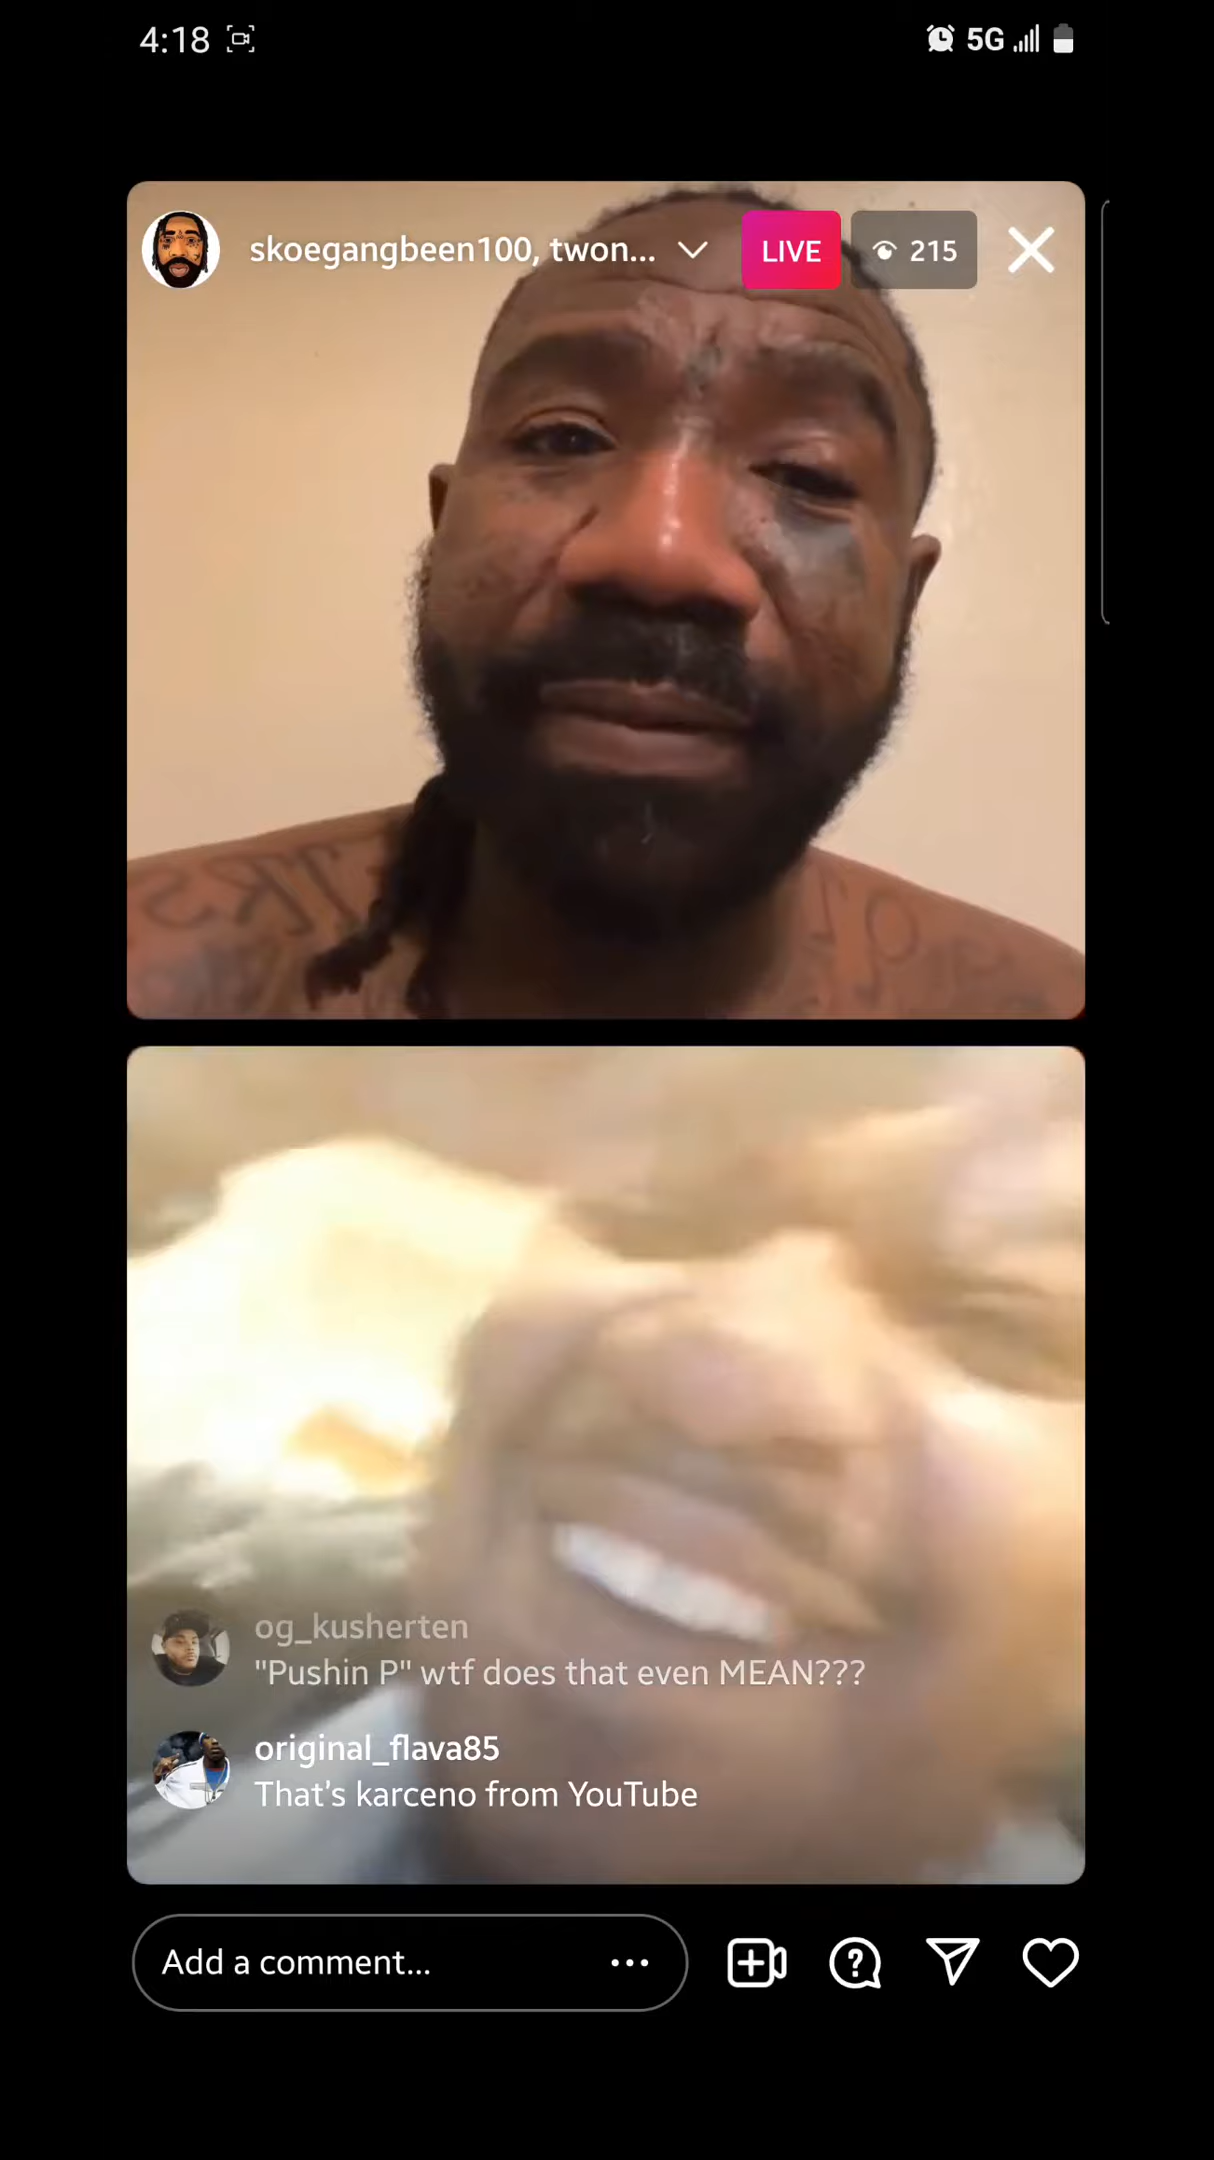 4:18
5G
skoegangbeen100, twon...
LIVE
215
og_kusherten
"Pushin P" wtf does that even MEAN???
original_flava85
That's karceno from YouTube
Add a comment...